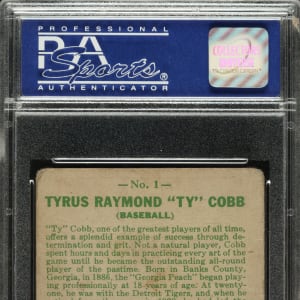 PROFESSIONAL
PSA
Sports
AUTHENTICATOR
COLLECTORS
UNIVERSE
—No. 1—
TYRUS RAYMOND "TY" COBB
(BASEBALL)
"Ty" Cobb, one of the greatest players of all time,
offers a splendid example of success through de-
termination and grit. Not a natural player, Cobb
spent hours and days in practicing every art of the
game until he became the outstanding all-round
player of the pastime. Born in Banks County,
Georgia, in 1886, the "Georgia Peach" began play-
ing professionally at 18-years of age. At twenty-
one, he was with the Detroit Tigers, and when he